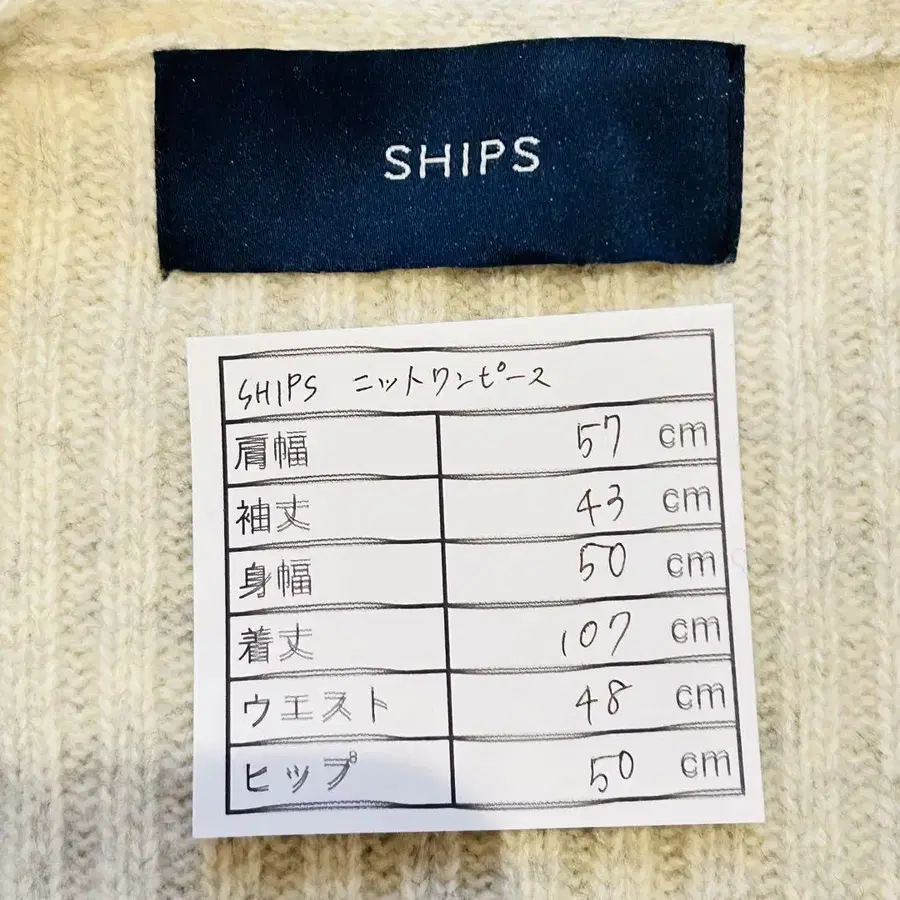 SHIPS
SHIPS ニットワンピース
肩幅 57 cm
袖丈 43 cm
身幅 50 cm
着丈 107 cm
ウエスト 48 cm
ヒップ 50 cm